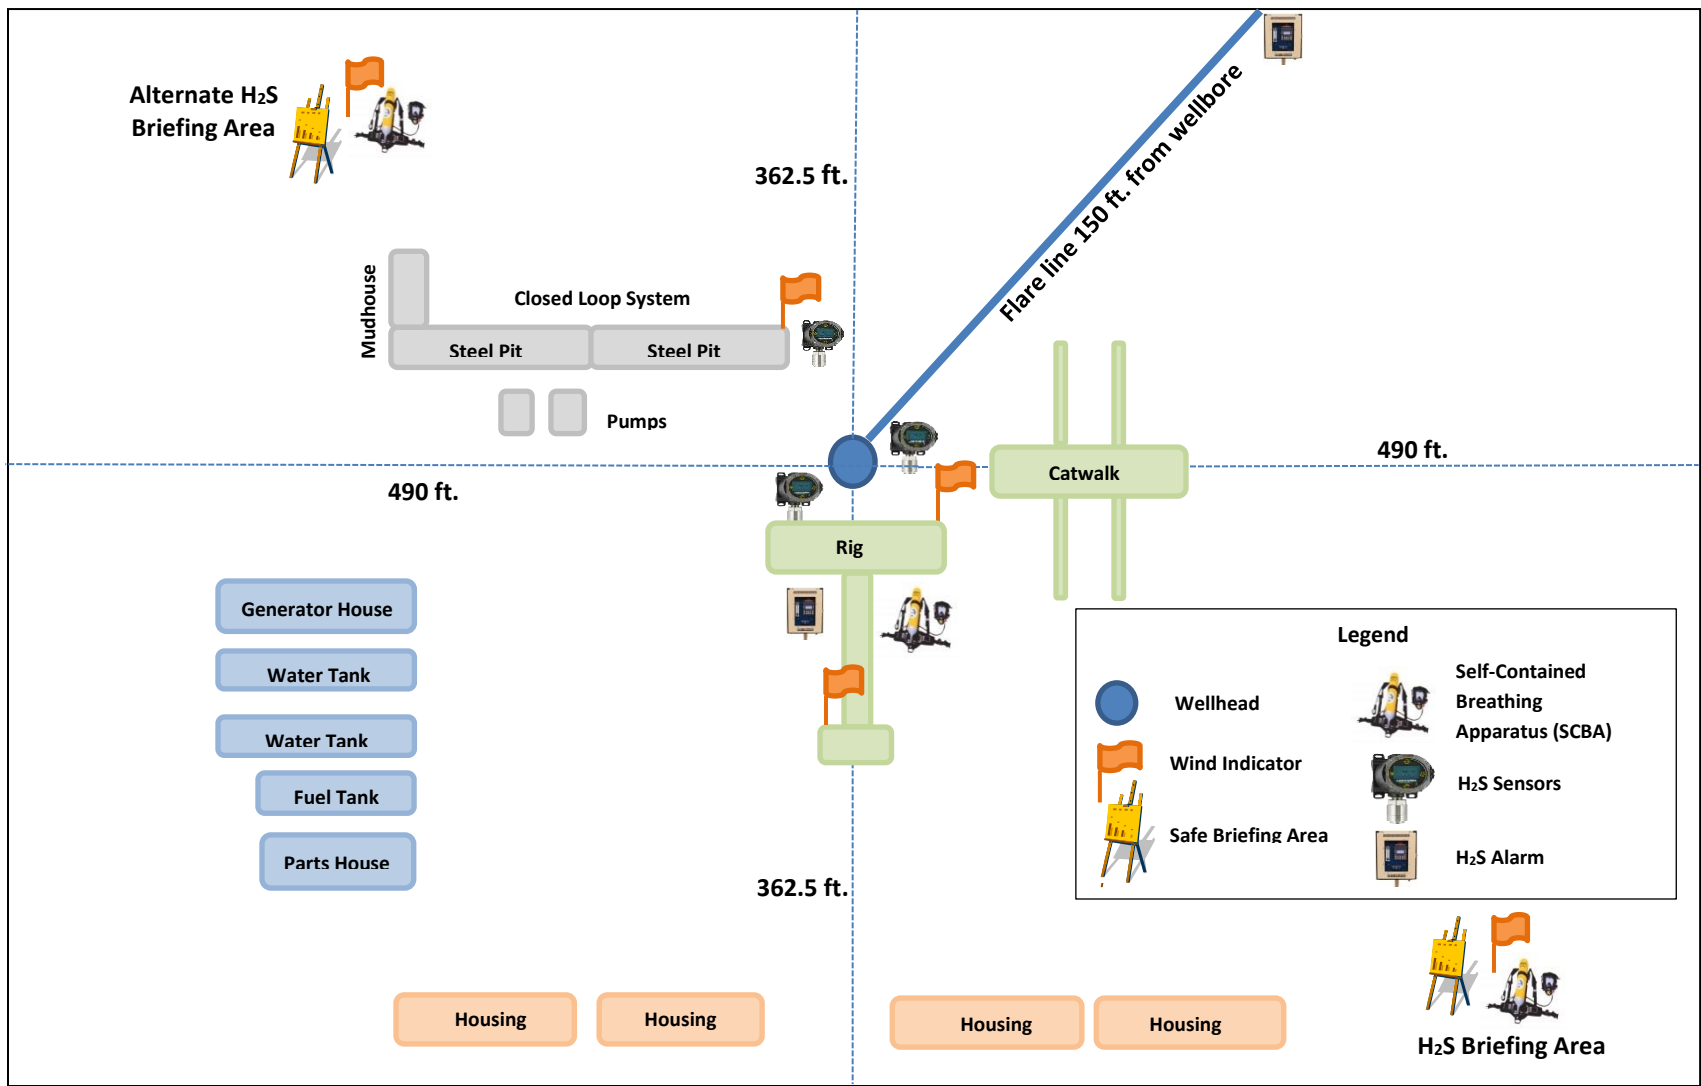 Alternate H₂S
Briefing Area
362.5 ft.
Flare line 150 ft. from wellbore
Mudhouse
Closed Loop System
Steel Pit
Steel Pit
Pumps
490 ft.
490 ft.
Catwalk
Rig
Generator House
Water Tank
Water Tank
Fuel Tank
Parts House
362.5 ft.
Legend
Wellhead
Wind Indicator
Safe Briefing Area
Self-Contained
Breathing
Apparatus (SCBA)
H₂S Sensors
H₂S Alarm
Housing
Housing
Housing
Housing
H₂S Briefing Area